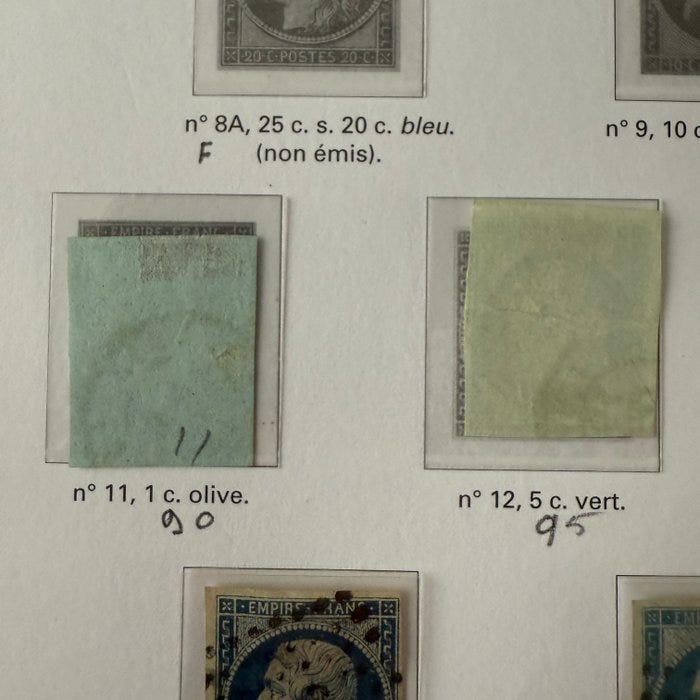 20 C · POSTES · 20 C
n° 8A, 25 c. s. 20 c. bleu.
F (non émis).
n° 9, 10 c
EMPIRE · FRANC
11
n° 11, 1 c. olive.
90
n° 12, 5 c. vert.
95
EMPIRE · FRANC
EM